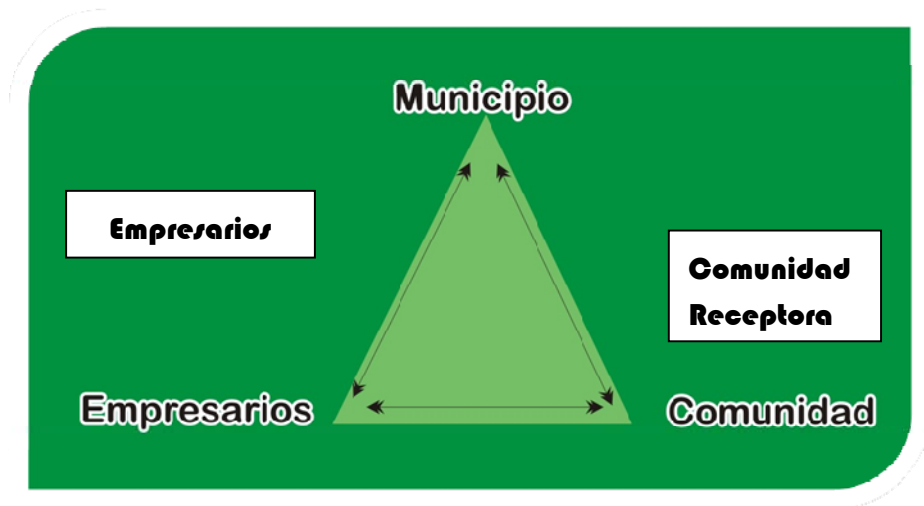 Municipio
Empresarios
Comunidad
Receptora
Empresarios
Comunidad